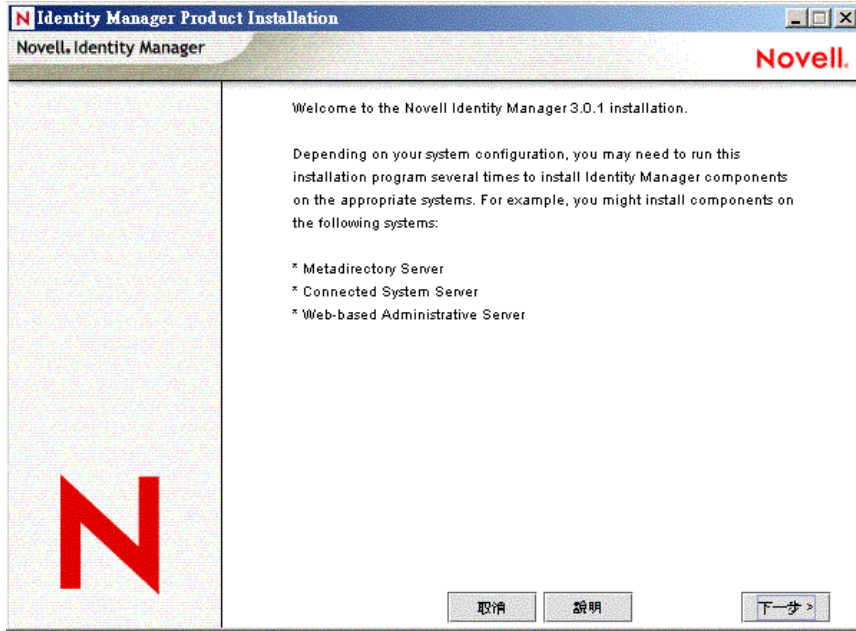 Identity Manager Product Installation
Novell. Identity Manager
Novell.
Welcome to the Novell Identity Manager 3.0.1 installation.
Depending on your system configuration, you may need to run this
installation program several times to install Identity Manager components
on the appropriate systems. For example, you might install components on
the following systems:
* Metadirectory Server
* Connected System Server
* Web-based Administrative Server
取消
說明
下一步 >